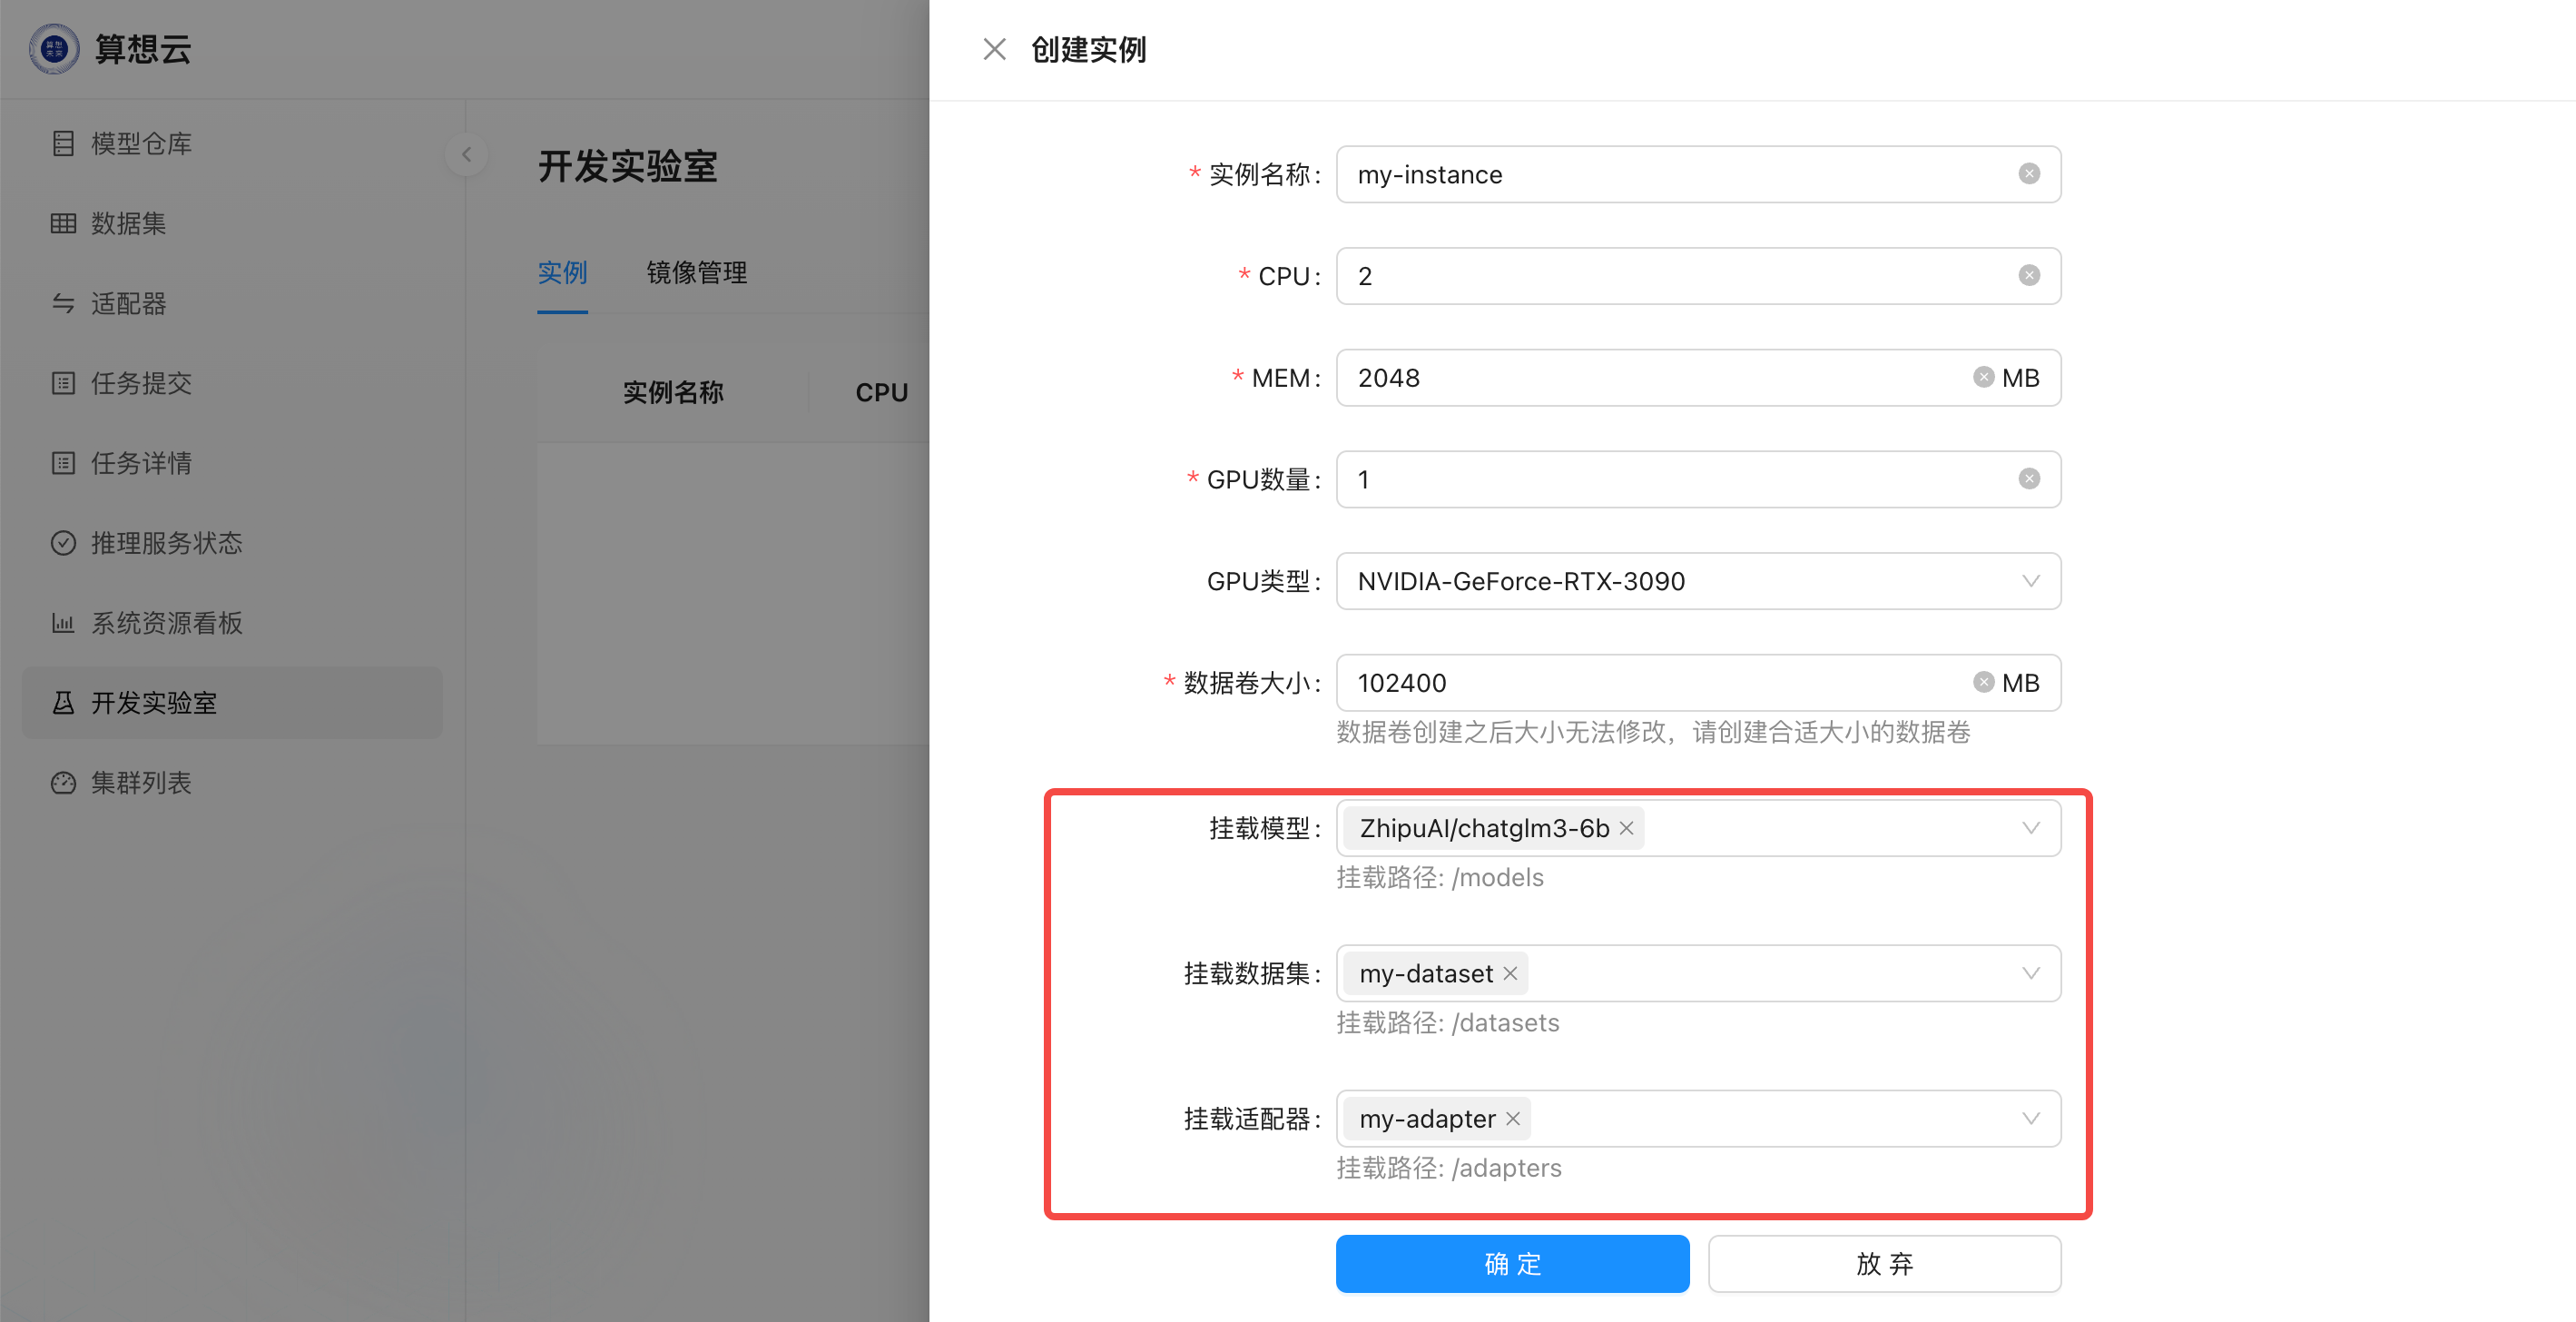 算想云
模型仓库
数据集
适配器
任务提交
任务详情
推理服务状态
系统资源看板
开发实验室
集群列表
开发实验室
实例 镜像管理
实例名称 CPU
创建实例
* 实例名称: my-instance
* CPU: 2
* MEM: 2048 MB
* GPU数量: 1
GPU类型: NVIDIA-GeForce-RTX-3090
* 数据卷大小: 102400 MB
数据卷创建之后大小无法修改，请创建合适大小的数据卷
挂载模型: ZhipuAI/chatglm3-6b
挂载路径: /models
挂载数据集: my-dataset
挂载路径: /datasets
挂载适配器: my-adapter
挂载路径: /adapters
确 定 放 弃